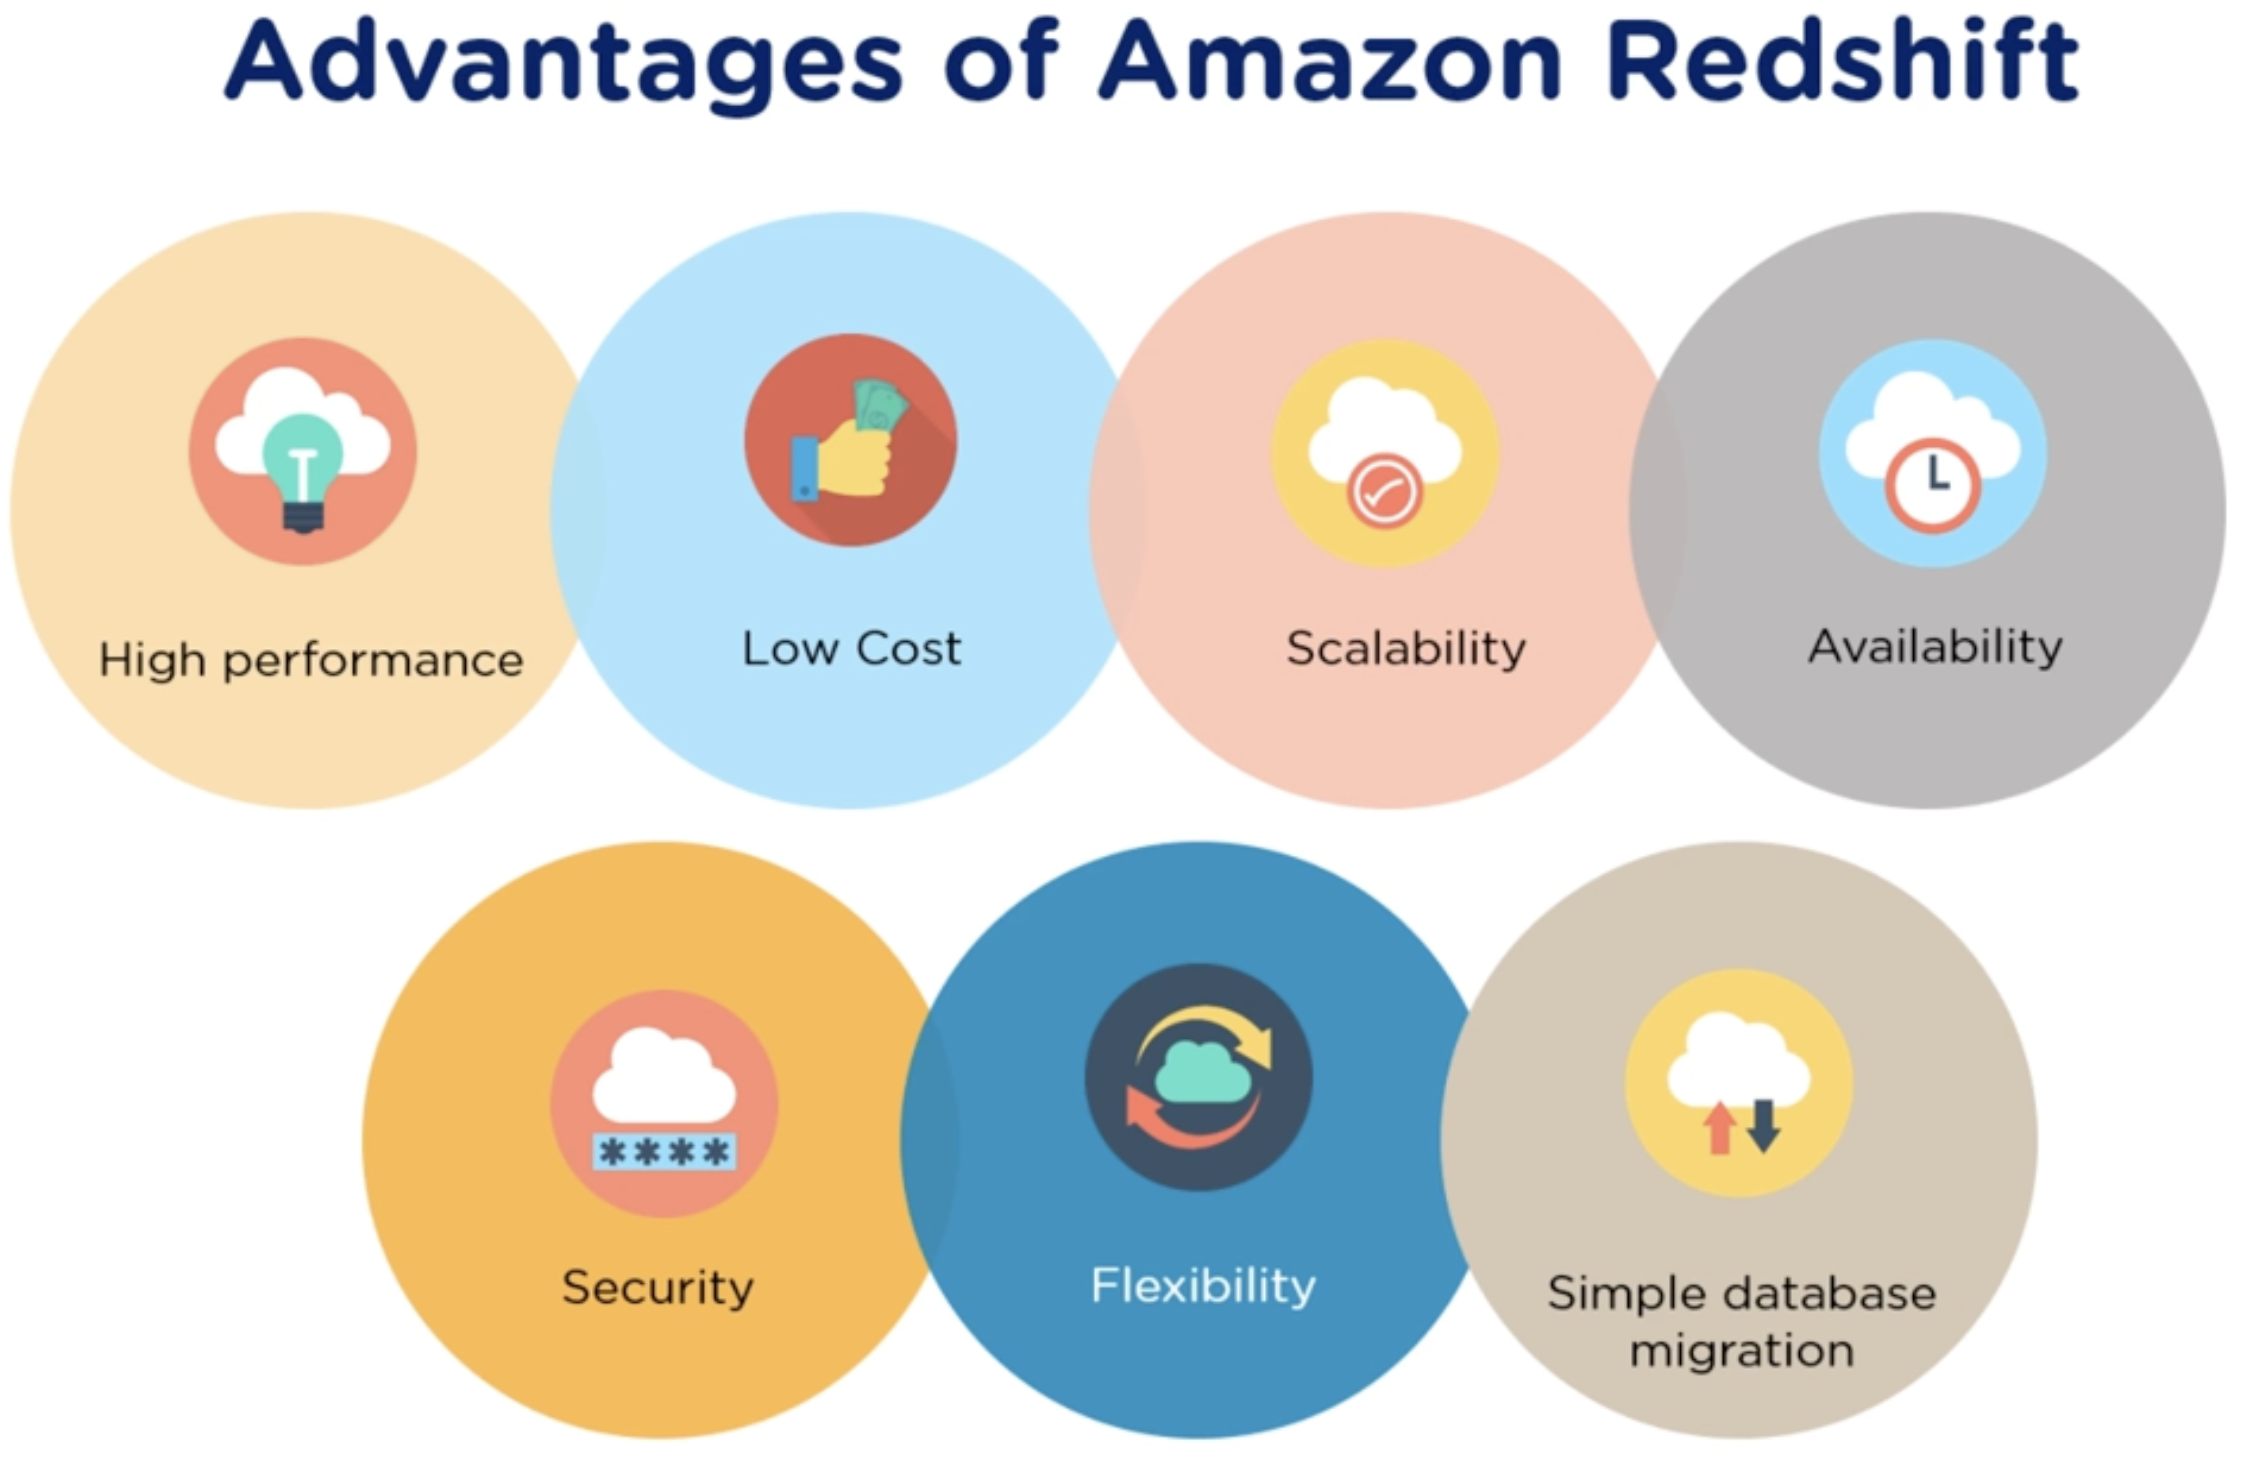 Advantages of Amazon Redshift
High performance
Low Cost
Scalability
Availability
****
Security
Flexibility
Simple database
migration